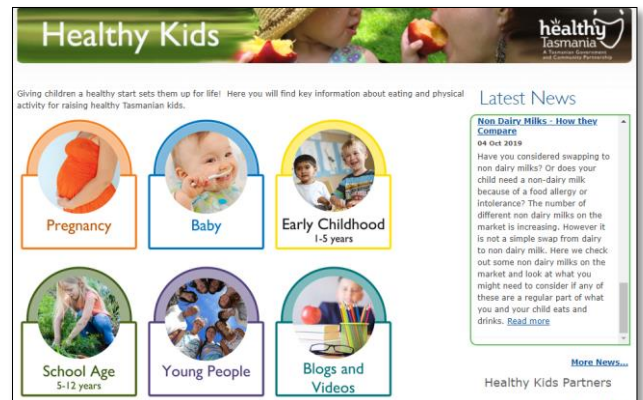 Healthy Kids
healthy
Tasmania
A Tasmanian Government
and Community Partnership
Giving children a healthy start sets them up for life! Here you will find key information about eating and physical
activity for raising healthy Tasmanian kids.
Pregnancy
Baby
Early Childhood
1-5 years
School Age
5-12 years
Young People
Blogs and
Videos
Latest News
Non Dairy Milks - How they
Compare
04 Oct 2019
Have you considered swapping to
non dairy milks? Or does your
child need a non-dairy milk
because of a food allergy or
intolerance? The number of
different non dairy milks on the
market is increasing. However it
is not a simple swap from dairy
to non dairy milk. Here we check
out some non dairy milks on the
market and look at what you
might need to consider if any of
these are a regular part of what
you and your child eats and
drinks. Read more
More News...
Healthy Kids Partners